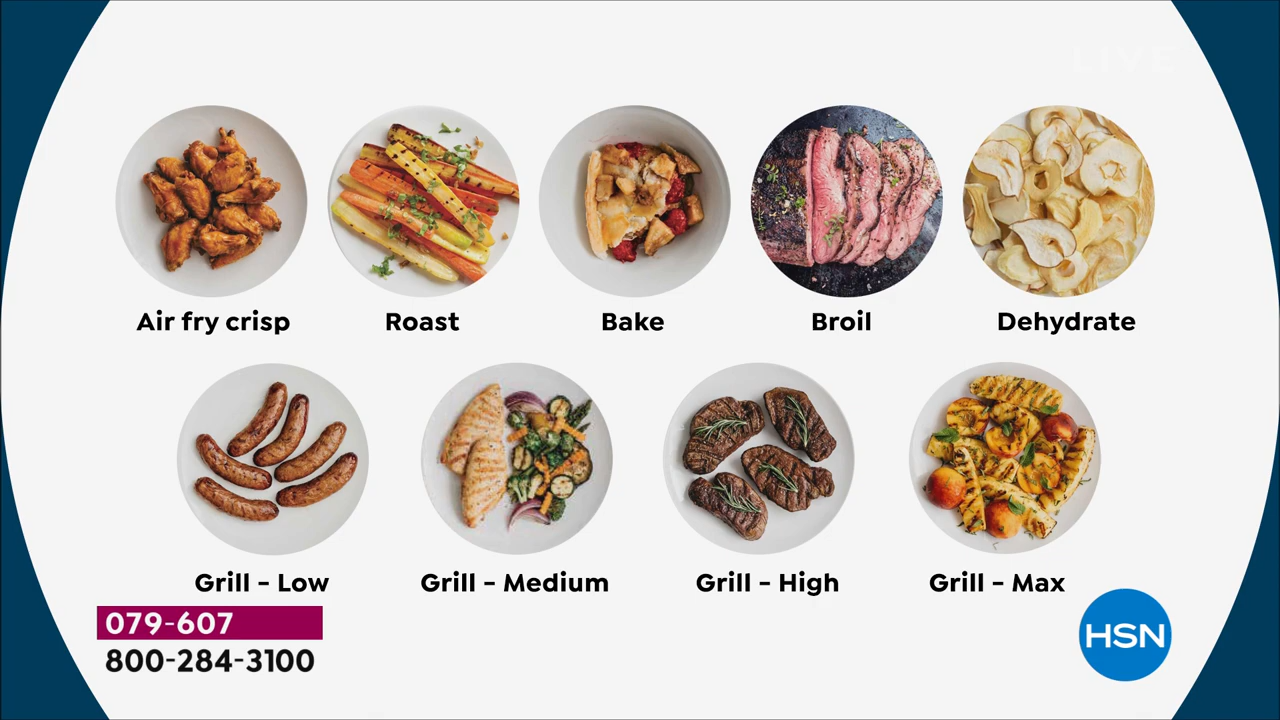 LIVE
Air fry crisp
Roast
Bake
Broil
Dehydrate
Grill - Low
Grill - Medium
Grill - High
Grill - Max
079-607
800-284-3100
HSN